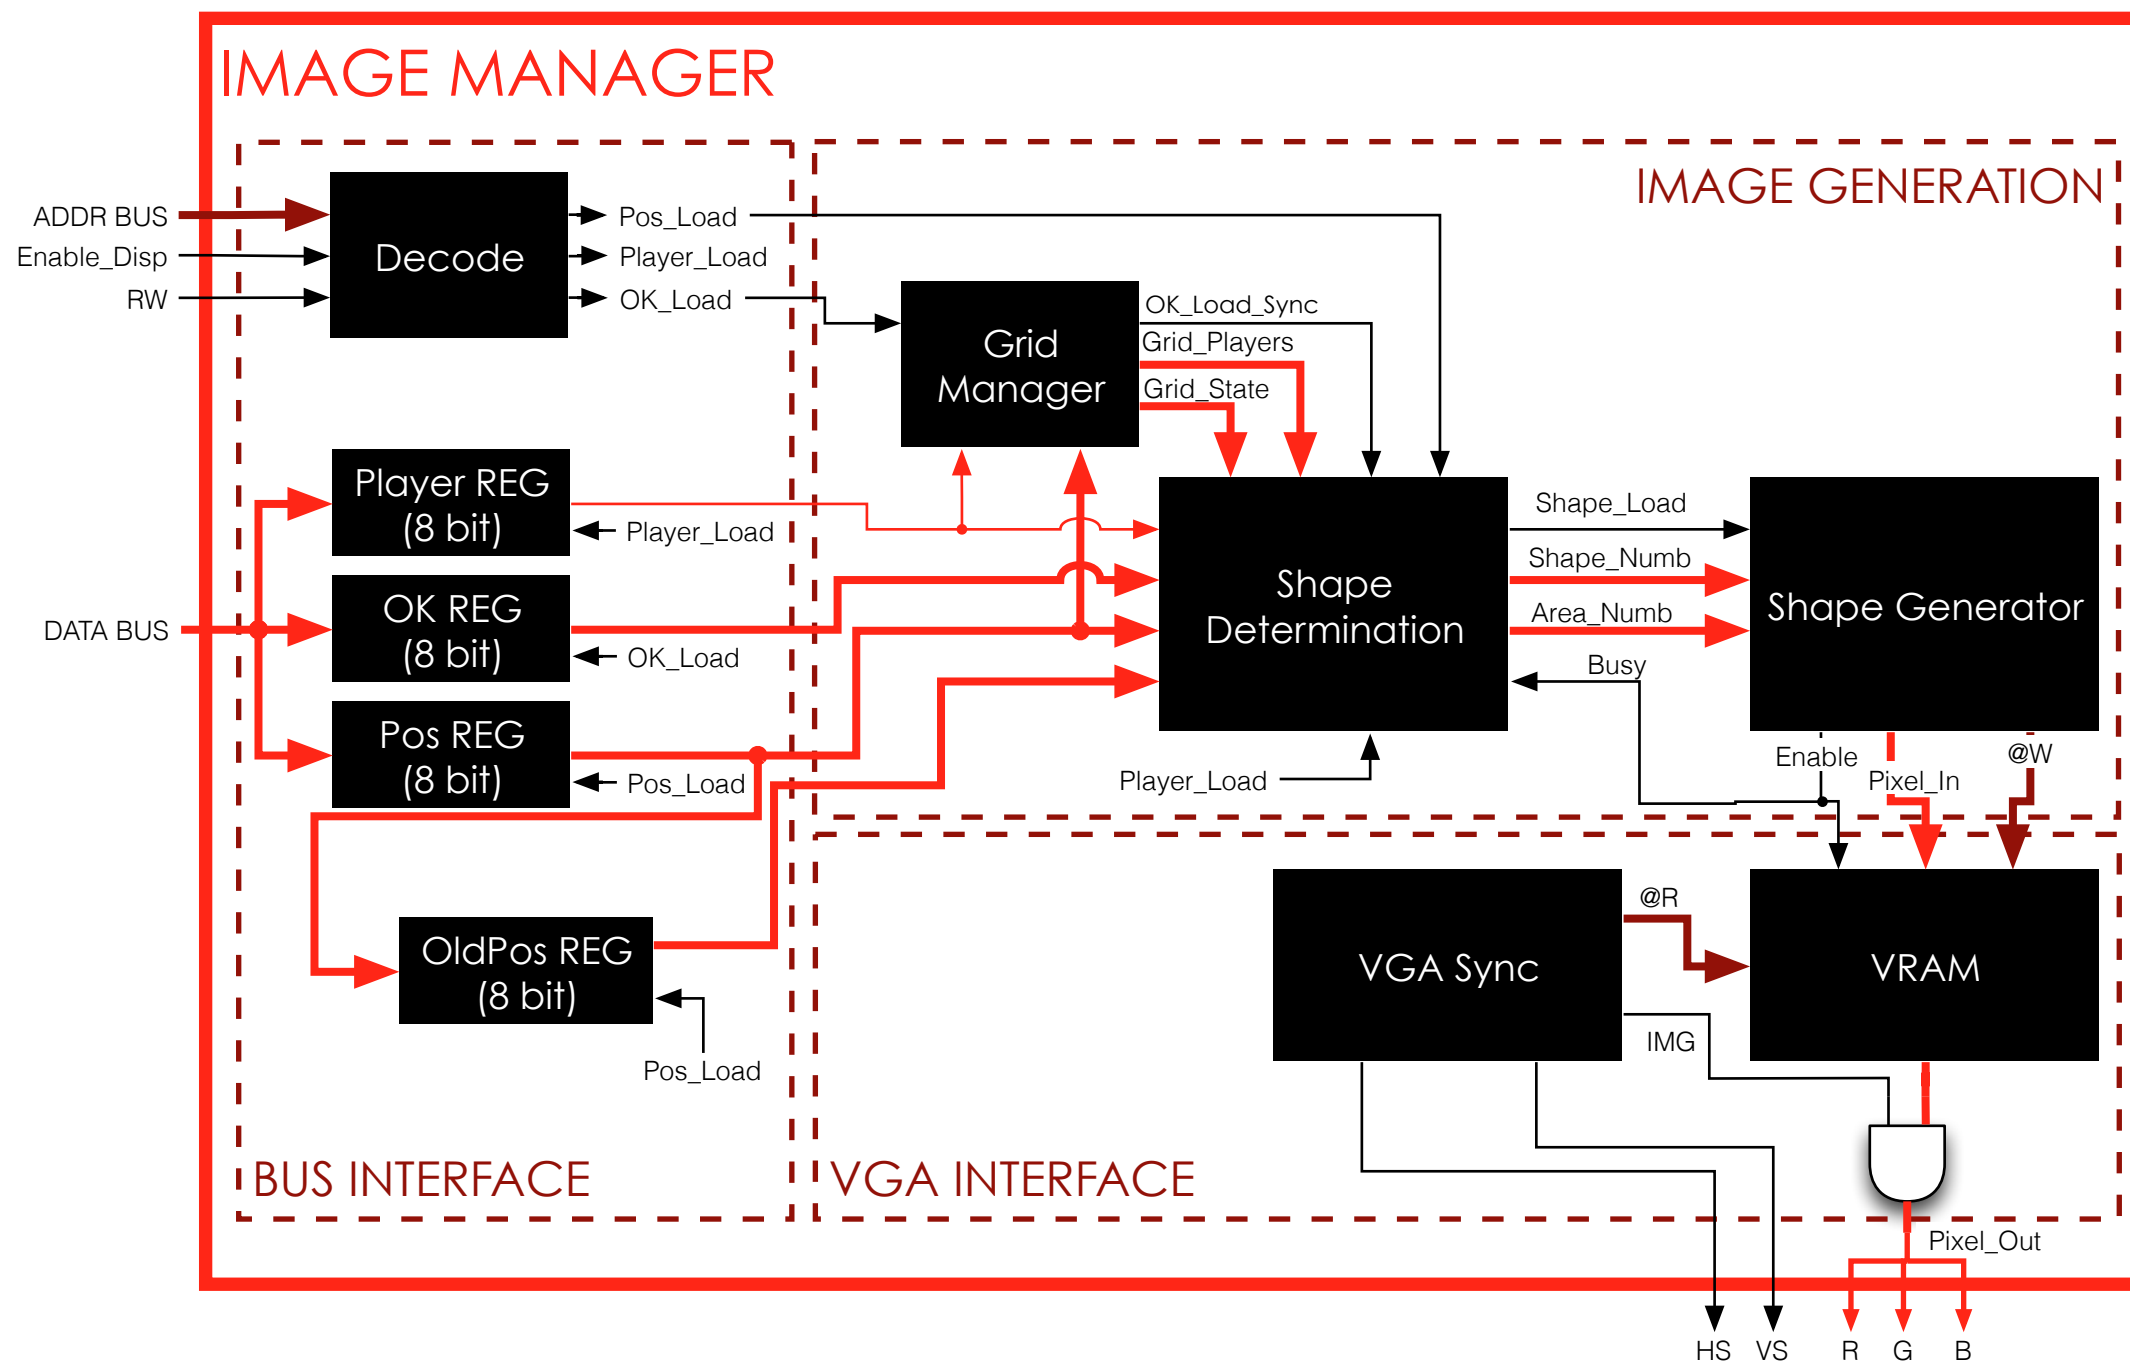 IMAGE MANAGER
IMAGE GENERATION
ADDR BUS
Enable_Disp
RW
Decode
Pos_Load
Player_Load
OK_Load
Grid
Manager
OK_Load_Sync
Grid_Players
Grid_State
Player REG
(8 bit)
Player_Load
DATA BUS
OK REG
(8 bit)
OK_Load
Pos REG
(8 bit)
Pos_Load
Shape
Determination
Player_Load
Shape_Load
Shape_Numb
Area_Numb
Busy
Shape Generator
Enable
Pixel_In
@W
OldPos REG
(8 bit)
Pos_Load
VGA Sync
@R
IMG
VRAM
BUS INTERFACE
VGA INTERFACE
Pixel_Out
HS
VS
R
G
B